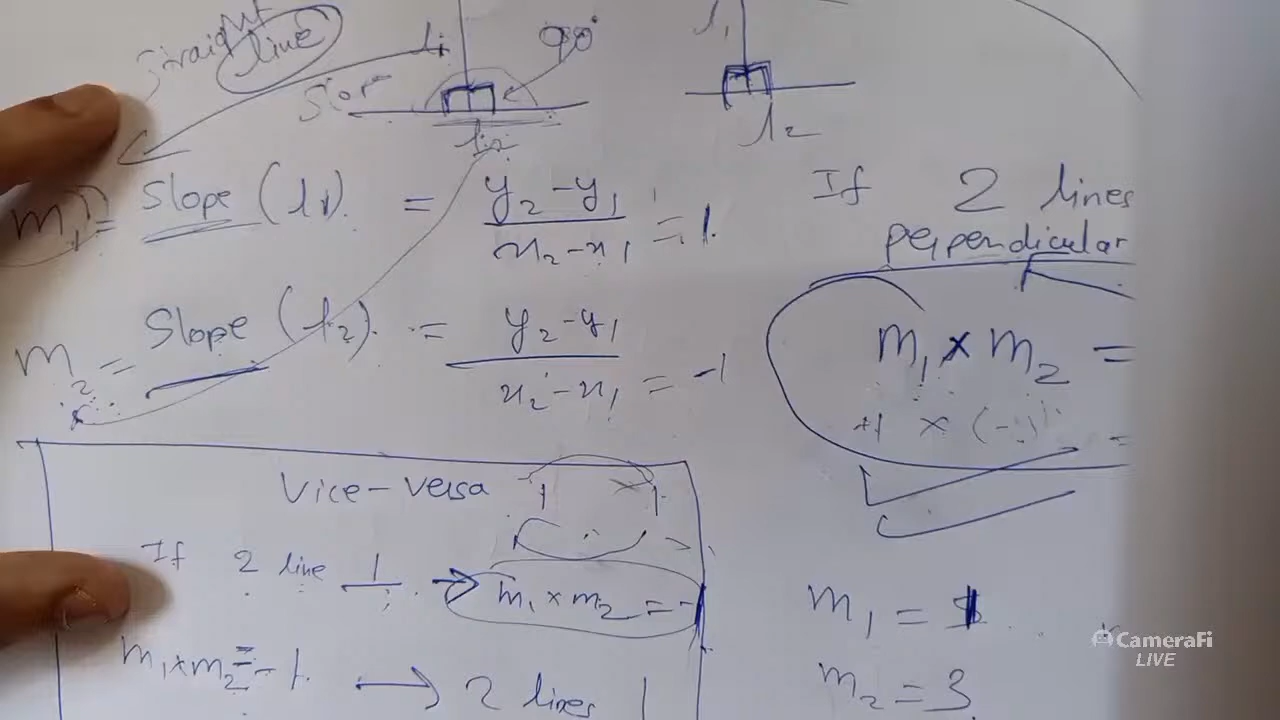 straight line
l₁ 90°
l₁
l₂
l₂
m₁ = Slope (l₁) = y₂-y₁ / x₂-x₁ = 1
m₂ = Slope (l₂) = y₂-y₁ / x₂-x₁ = -1
If 2 lines
perpendicular
m₁ × m₂ =
+1 × (-1) =
Vice-versa
If 2 line ⊥ → m₁ × m₂ = -1
m₁×m₂ = -1 → 2 lines
m₁ =
m₂ = 3
CameraFi
LIVE